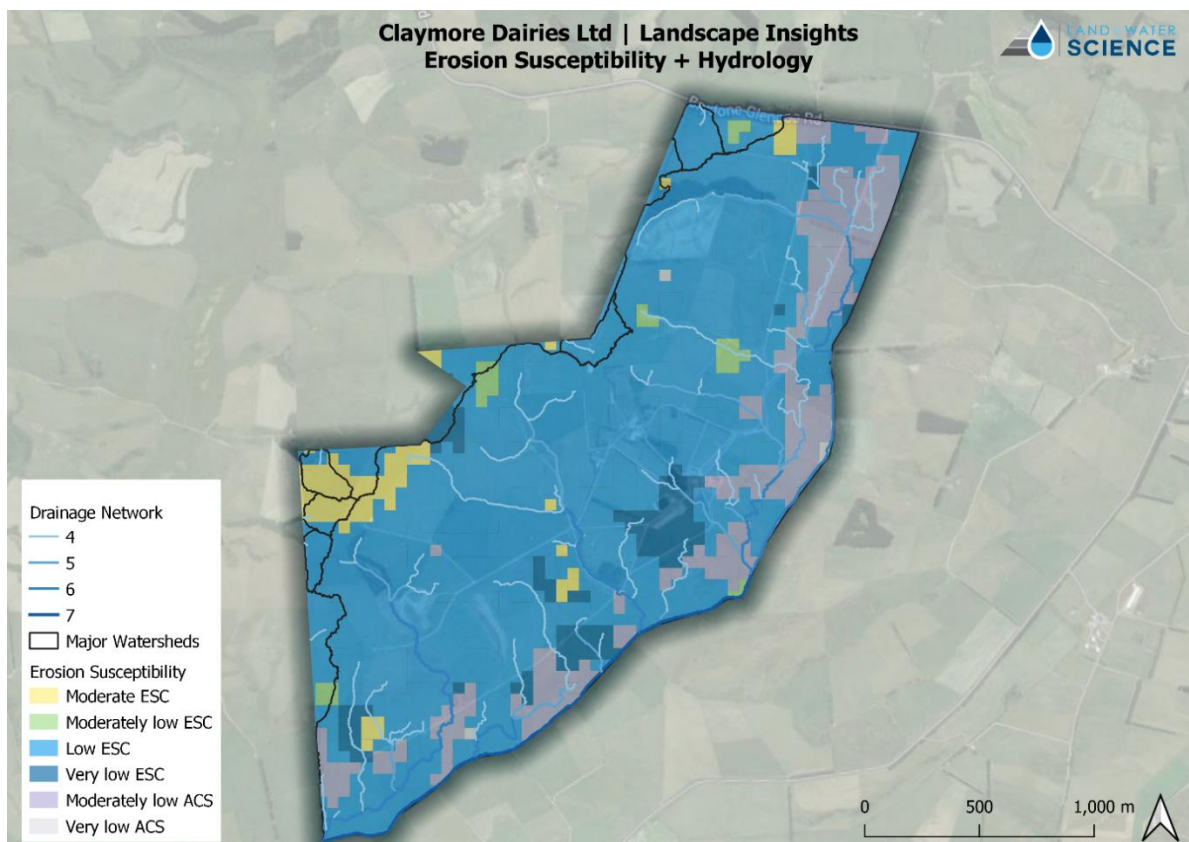 Claymore Dairies Ltd | Landscape Insights
Erosion Susceptibility + Hydrology
LAND + WATER
SCIENCE
Drainage Network
4
5
6
7
Major Watersheds
Erosion Susceptibility
Moderate ESC
Moderately low ESC
Low ESC
Very low ESC
Moderately low ACS
Very low ACS
0 500 1,000 m